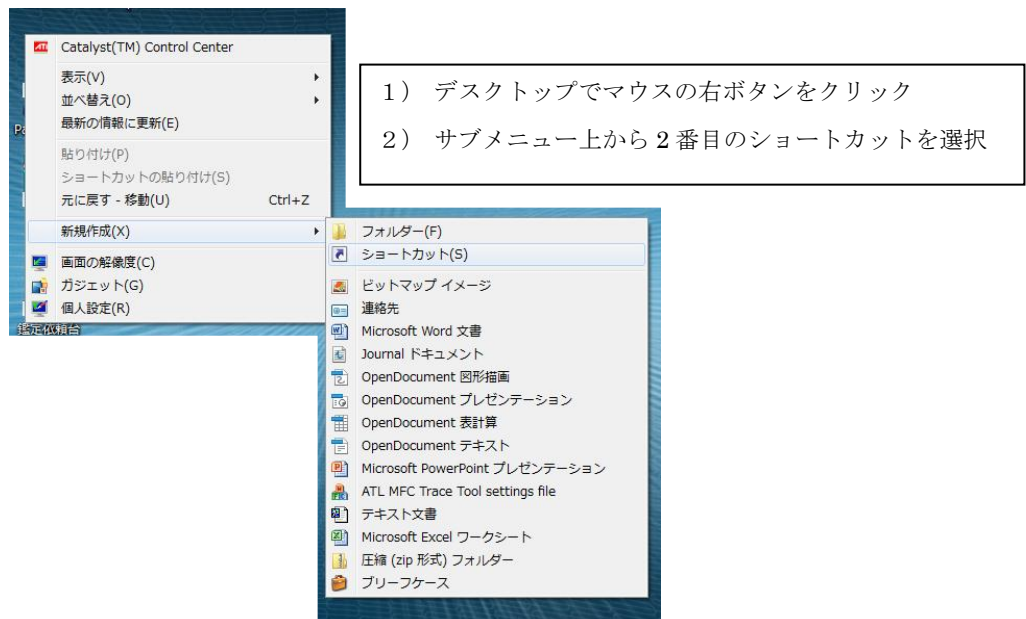 Catalyst(TM) Control Center
表示(V)
並べ替え(O)
最新の情報に更新(E)
貼り付け(P)
ショートカットの貼り付け(S)
元に戻す - 移動(U) Ctrl+Z
新規作成(X)
画面の解像度(C)
ガジェット(G)
個人設定(R)
鑑定依頼台
1） デスクトップでマウスの右ボタンをクリック
2） サブメニュー上から 2 番目のショートカットを選択
フォルダー(F)
ショートカット(S)
ビットマップ イメージ
連絡先
Microsoft Word 文書
Journal ドキュメント
OpenDocument 図形描画
OpenDocument プレゼンテーション
OpenDocument 表計算
OpenDocument テキスト
Microsoft PowerPoint プレゼンテーション
ATL MFC Trace Tool settings file
テキスト文書
Microsoft Excel ワークシート
圧縮 (zip 形式) フォルダー
ブリーフケース